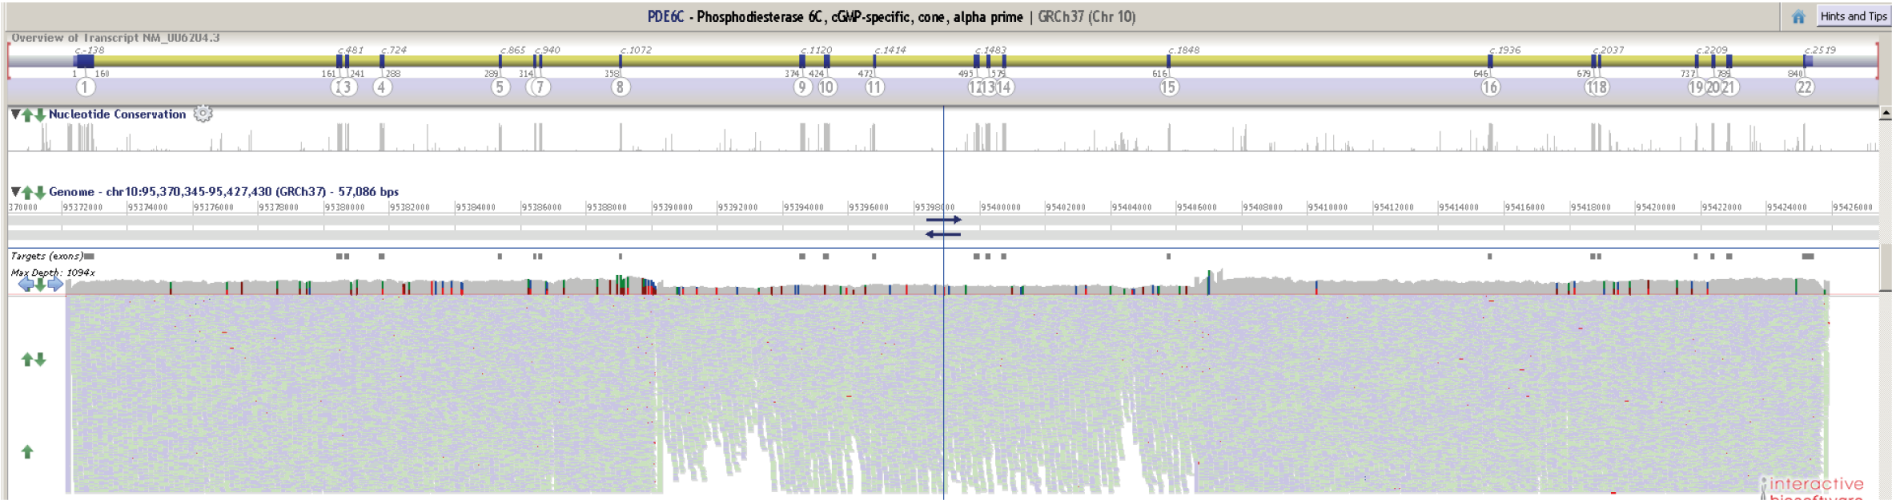 PDE6C - Phosphodiesterase 6C, cGMP-specific, cone, alpha prime | GRCh37 (Chr 10)
Hints and Tips
Overview of Transcript NM_006204.3
c.-138 c.481 c.724 c.865 c.940 c.1072 c.1120 c.1414 c.1483 c.1848 c.1936 c.2037 c.2209 c.2519
1 160 161 241 288 289 314 358 374 424 472 495 575 616 646 679 737 785 840
1 3 4 5 7 8 9 10 11 12 13 14 15 16 18 19 20 21 22
Nucleotide Conservation
Genome - chr10:95,370,345-95,427,430 (GRCh37) - 57,086 bps
370000 95372000 95374000 95376000 95378000 95380000 95382000 95384000 95386000 95388000 95390000 95392000 95394000 95396000 95398000 95400000 95402000 95404000 95406000 95408000 95410000 95412000 95414000 95416000 95418000 95420000 95422000 95424000 95426000
Targets (exons)
Max Depth: 1094x
interactive
biosoftware